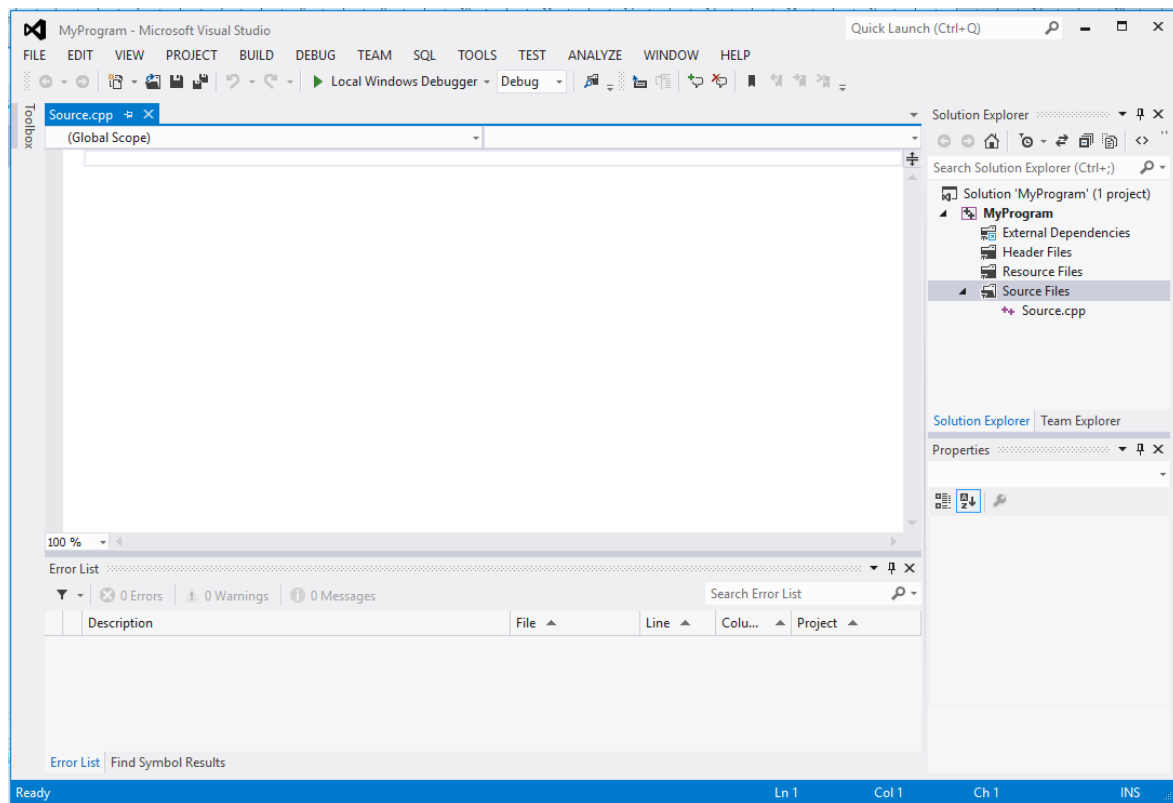 MyProgram - Microsoft Visual Studio
Quick Launch (Ctrl+Q)
FILE EDIT VIEW PROJECT BUILD DEBUG TEAM SQL TOOLS TEST ANALYZE WINDOW HELP
Local Windows Debugger Debug
Toolbox
Source.cpp
(Global Scope)
100 %
Solution Explorer
Search Solution Explorer (Ctrl+;)
Solution 'MyProgram' (1 project)
MyProgram
External Dependencies
Header Files
Resource Files
Source Files
Source.cpp
Solution Explorer Team Explorer
Properties
Error List
0 Errors 0 Warnings 0 Messages
Search Error List
Description File Line Colu... Project
Error List Find Symbol Results
Ready Ln 1 Col 1 Ch 1 INS